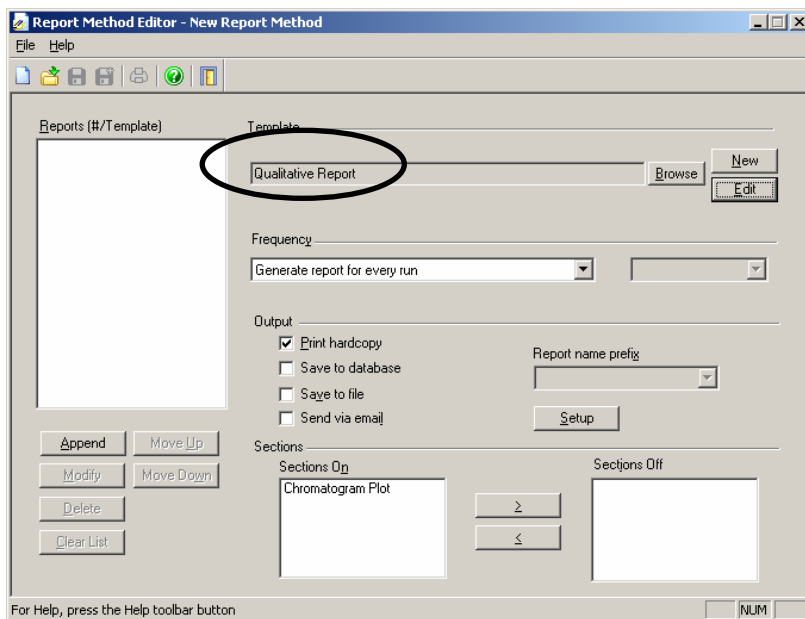 Report Method Editor - New Report Method
File Help
Reports (#/Template)
Template
Qualitative Report
Browse
New
Edit
Frequency
Generate report for every run
Output
Print hardcopy
Save to database
Save to file
Send via email
Report name prefix
Setup
Append
Move Up
Modify
Move Down
Delete
Clear List
Sections
Sections On
Chromatogram Plot
>
<
Sections Off
For Help, press the Help toolbar button
NUM